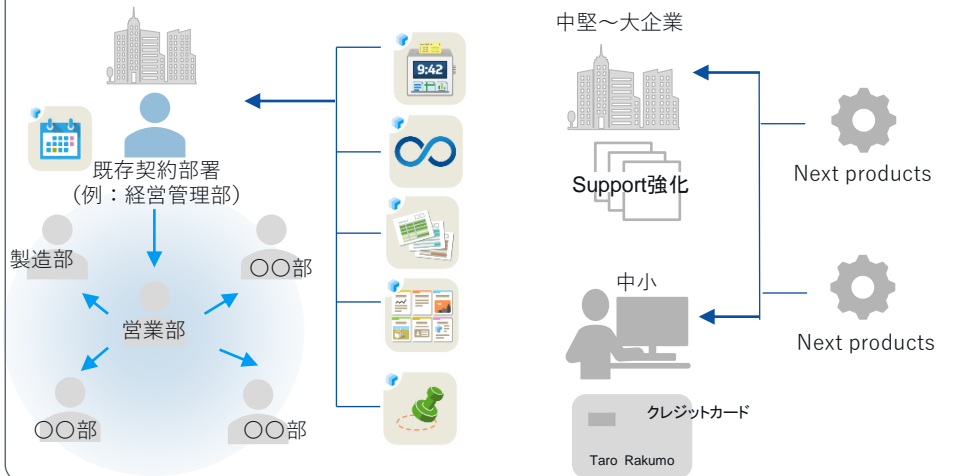 既存契約部署
（例：経営管理部）
製造部
〇〇部
営業部
〇〇部
〇〇部
9:42
中堅～大企業
Support強化
Next products
中小
Next products
クレジットカード
Taro Rakumo